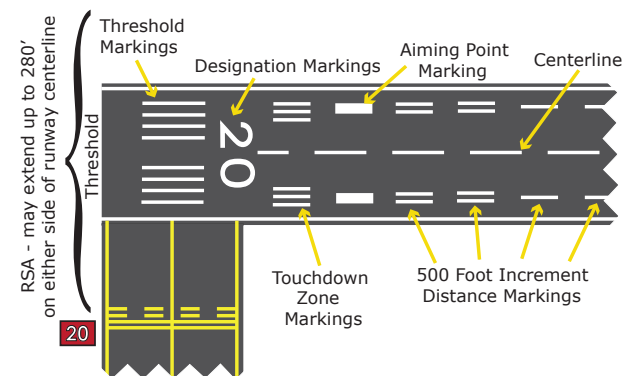 Threshold
Markings
Designation Markings
Aiming Point
Marking
Centerline
RSA - may extend up to 280’
on either side of runway centerline
Threshold
20
20
Touchdown
Zone
Markings
500 Foot Increment
Distance Markings